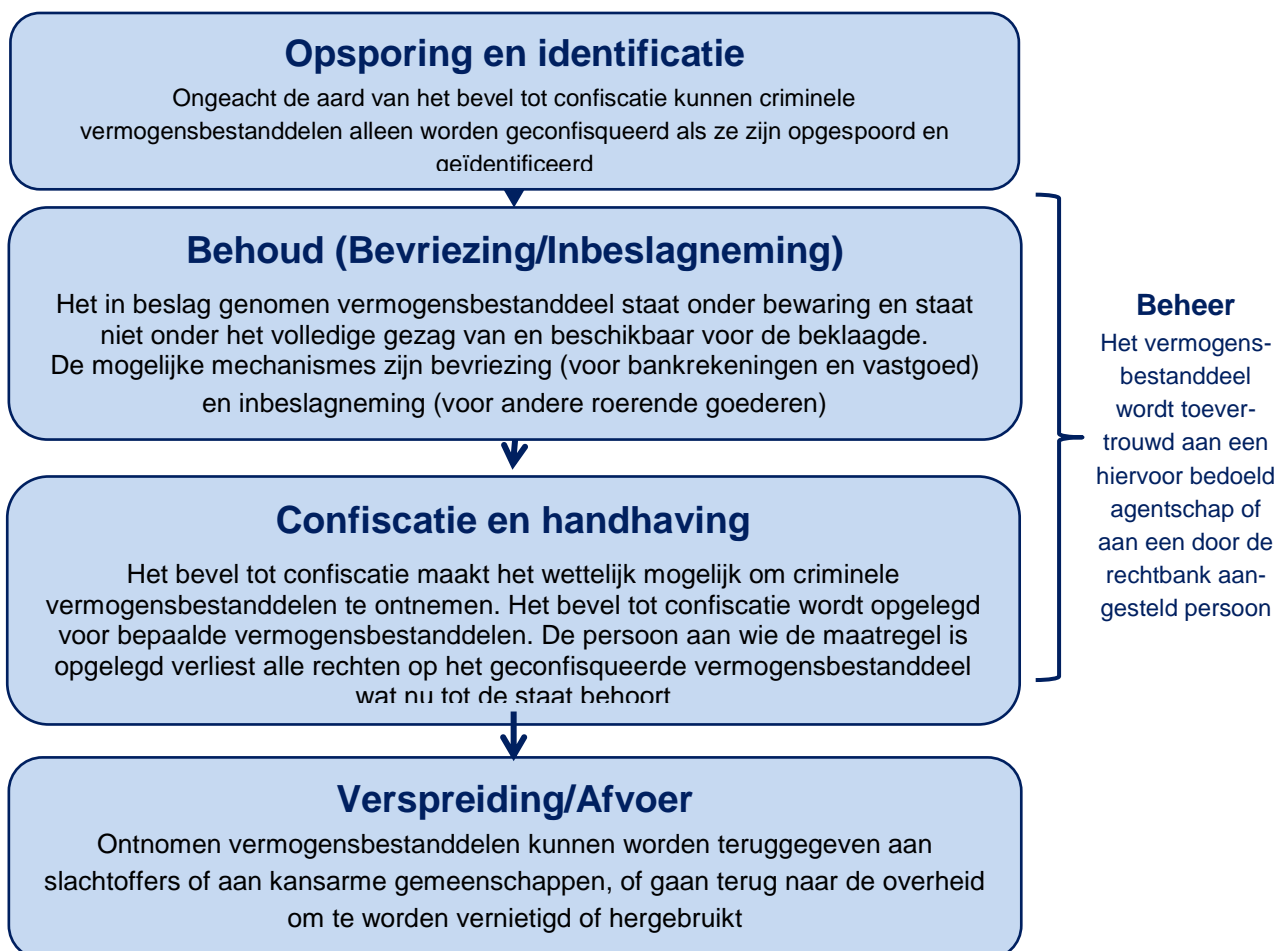 Opsporing en identificatie
Ongeacht de aard van het bevel tot confiscatie kunnen criminele
vermogensbestanddelen alleen worden geconfisqueerd als ze zijn opgespoord en
geïdentificeerd
Behoud (Bevriezing/Inbeslagneming)
Het in beslag genomen vermogensbestanddeel staat onder bewaring en staat
niet onder het volledige gezag van en beschikbaar voor de beklaagde.
De mogelijke mechanismes zijn bevriezing (voor bankrekeningen en vastgoed)
en inbeslagneming (voor andere roerende goederen)
Confiscatie en handhaving
Het bevel tot confiscatie maakt het wettelijk mogelijk om criminele
vermogensbestanddelen te ontnemen. Het bevel tot confiscatie wordt opgelegd
voor bepaalde vermogensbestanddelen. De persoon aan wie de maatregel is
opgelegd verliest alle rechten op het geconfisqueerde vermogensbestanddeel
wat nu tot de staat behoort
Verspreiding/Afvoer
Ontnomen vermogensbestanddelen kunnen worden teruggegeven aan
slachtoffers of aan kansarme gemeenschappen, of gaan terug naar de overheid
om te worden vernietigd of hergebruikt
Beheer
Het vermogens-
bestanddeel
wordt toever-
trouwd aan een
hiervoor bedoeld
agentschap of
aan een door de
rechtbank aan-
gesteld persoon